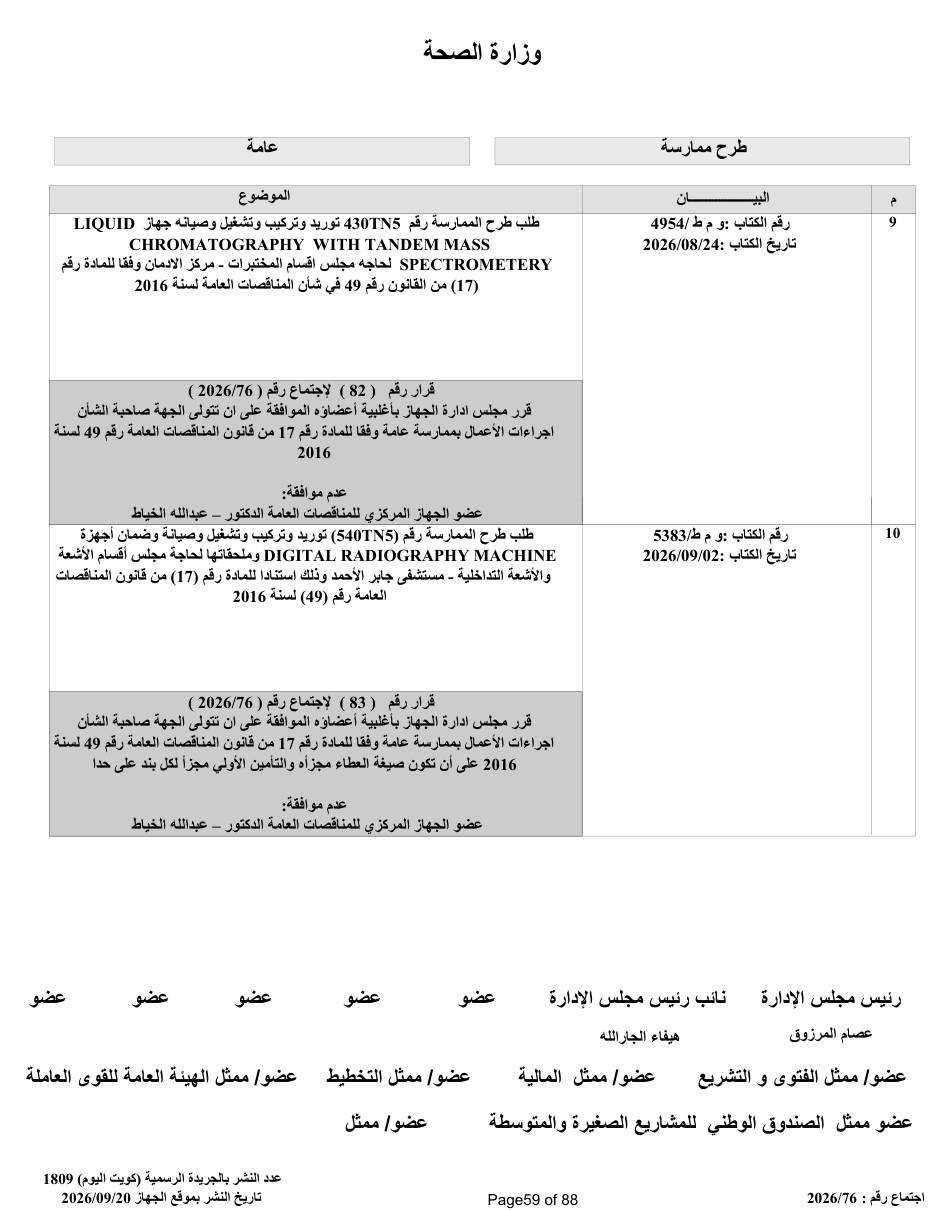 وزارة الصحة
طرح ممارسة
عامة
م
البيـــــــــــــان
الموضوع
9
رقم الكتاب :و م ط /4954
تاريخ الكتاب :2026/08/24
طلب طرح الممارسة رقم 430TN5 توريد وتركيب وتشغيل وصيانه جهاز LIQUID
CHROMATOGRAPHY WITH TANDEM MASS
SPECTROMETERY لحاجه مجلس اقسام المختبرات - مركز الادمان وفقا للمادة رقم
(17) من القانون رقم 49 في شأن المناقصات العامة لسنة 2016
قرار رقم ( 82 ) لإجتماع رقم ( 2026/76 )
قرر مجلس ادارة الجهاز بأغلبية أعضاؤه الموافقة على ان تتولى الجهة صاحبة الشأن
اجراءات الأعمال بممارسة عامة وفقا للمادة رقم 17 من قانون المناقصات العامة رقم 49 لسنة
2016
عدم موافقة:
عضو الجهاز المركزي للمناقصات العامة الدكتور – عبدالله الخياط
10
رقم الكتاب :و م ط/5383
تاريخ الكتاب :2026/09/02
طلب طرح الممارسة رقم (540TN5) توريد وتركيب وتشغيل وصيانة وضمان أجهزة
DIGITAL RADIOGRAPHY MACHINE وملحقاتها لحاجة مجلس أقسام الأشعة
والأشعة التداخلية - مستشفى جابر الأحمد وذلك استنادا للمادة رقم (17) من قانون المناقصات
العامة رقم (49) لسنة 2016
قرار رقم ( 83 ) لإجتماع رقم ( 2026/76 )
قرر مجلس ادارة الجهاز بأغلبية أعضاؤه الموافقة على ان تتولى الجهة صاحبة الشأن
اجراءات الأعمال بممارسة عامة وفقا للمادة رقم 17 من قانون المناقصات العامة رقم 49 لسنة
2016 على أن تكون صيغة العطاء مجزأه والتأمين الأولي مجزأ لكل بند على حدا
عدم موافقة:
عضو الجهاز المركزي للمناقصات العامة الدكتور – عبدالله الخياط
رئيس مجلس الإدارة نائب رئيس مجلس الإدارة عضو عضو عضو عضو عضو
عصام المرزوق هيفاء الجارالله
عضو/ ممثل الفتوى و التشريع عضو/ ممثل المالية عضو/ ممثل التخطيط عضو/ ممثل الهيئة العامة للقوى العاملة
عضو ممثل الصندوق الوطني للمشاريع الصغيرة والمتوسطة عضو/ ممثل
عدد النشر بالجريدة الرسمية (كويت اليوم) 1809
اجتماع رقم : 2026/76
Page59 of 88
تاريخ النشر بموقع الجهاز 2026/09/20